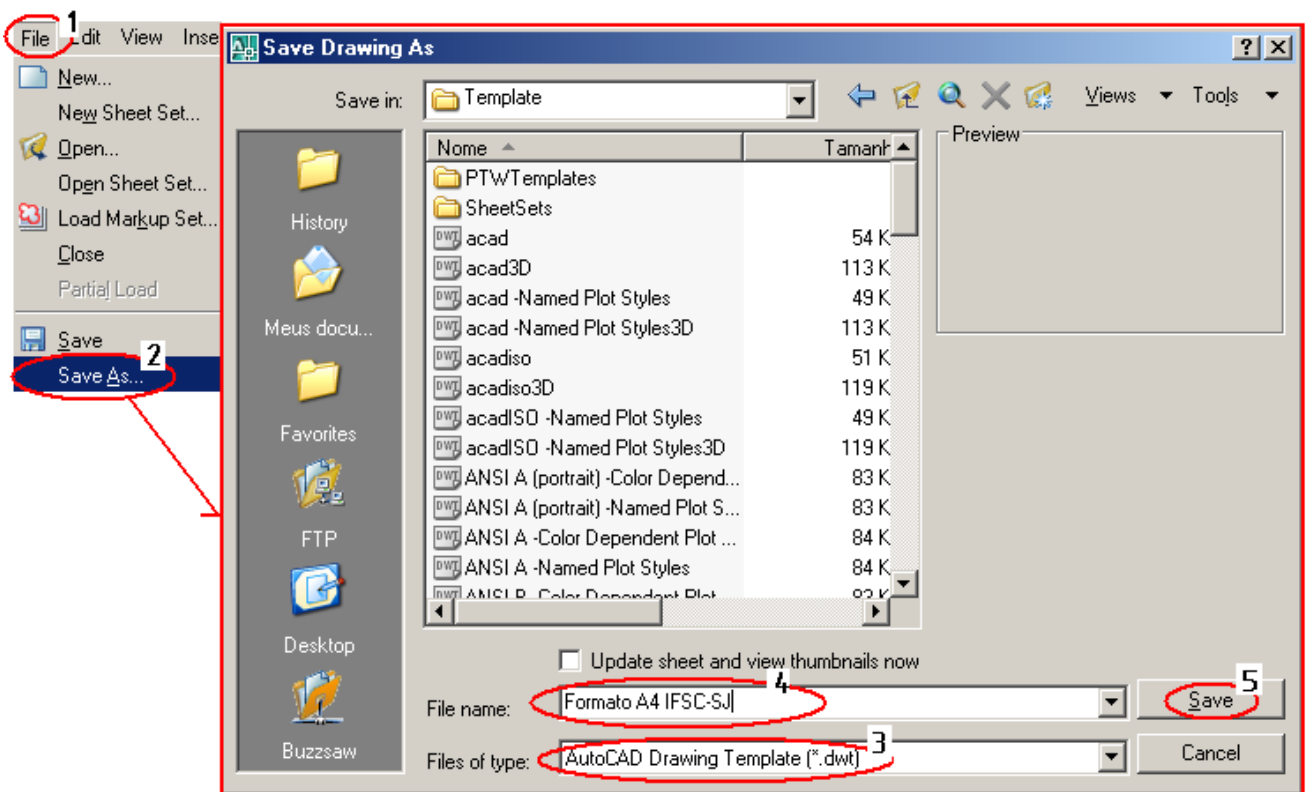 1
File Edit View Inse
New...
New Sheet Set...
Open...
Open Sheet Set...
Load Markup Set...
Close
Partial Load
Save
2
Save As...
Save Drawing As
Save in: Template Views Tools
History
Meus docu...
Favorites
FTP
Desktop
Buzzsaw
Nome Tamanh
PTWTemplates
SheetSets
acad 54 K
acad3D 113 K
acad -Named Plot Styles 49 K
acad -Named Plot Styles3D 113 K
acadiso 51 K
acadiso3D 119 K
acadISO -Named Plot Styles 49 K
acadISO -Named Plot Styles3D 119 K
ANSI A (portrait) -Color Depend... 83 K
ANSI A (portrait) -Named Plot S... 83 K
ANSI A -Color Dependent Plot ... 84 K
ANSI A -Named Plot Styles 84 K
ANSI B -Color Dependent Plot
Preview
Update sheet and view thumbnails now
4
5
File name: Formato A4 IFSC-SJ Save
3
Files of type: AutoCAD Drawing Template (*.dwt) Cancel